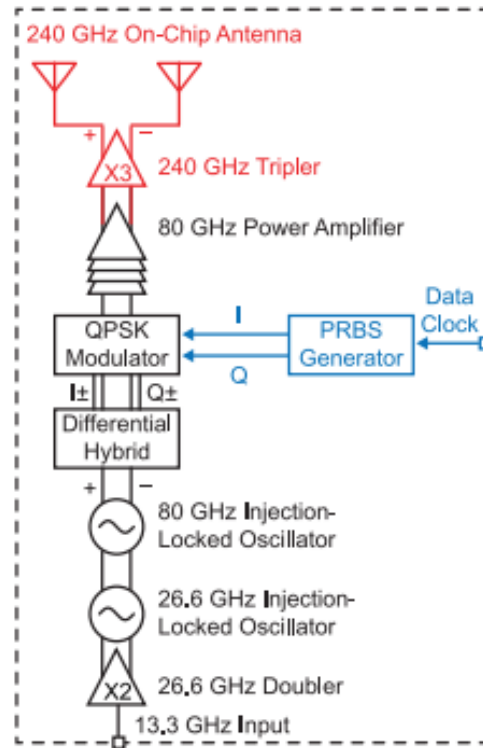 240 GHz On-Chip Antenna
+ −
X3
240 GHz Tripler
80 GHz Power Amplifier
QPSK
Modulator
I
Q
PRBS
Generator
Data
Clock
I± Q±
Differential
Hybrid
+ −
80 GHz Injection-
Locked Oscillator
26.6 GHz Injection-
Locked Oscillator
X2
26.6 GHz Doubler
13.3 GHz Input